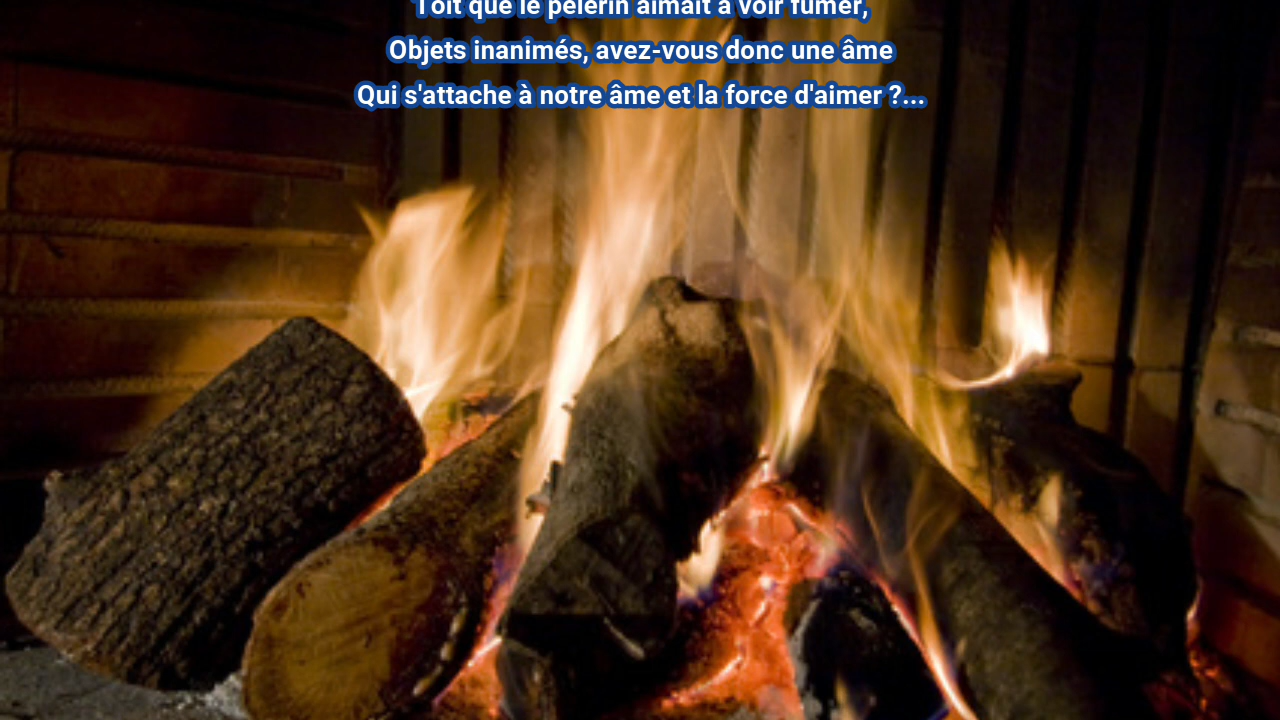 Toit que le pèlerin aimait à voir fumer,
Objets inanimés, avez-vous donc une âme
Qui s'attache à notre âme et la force d'aimer ?...